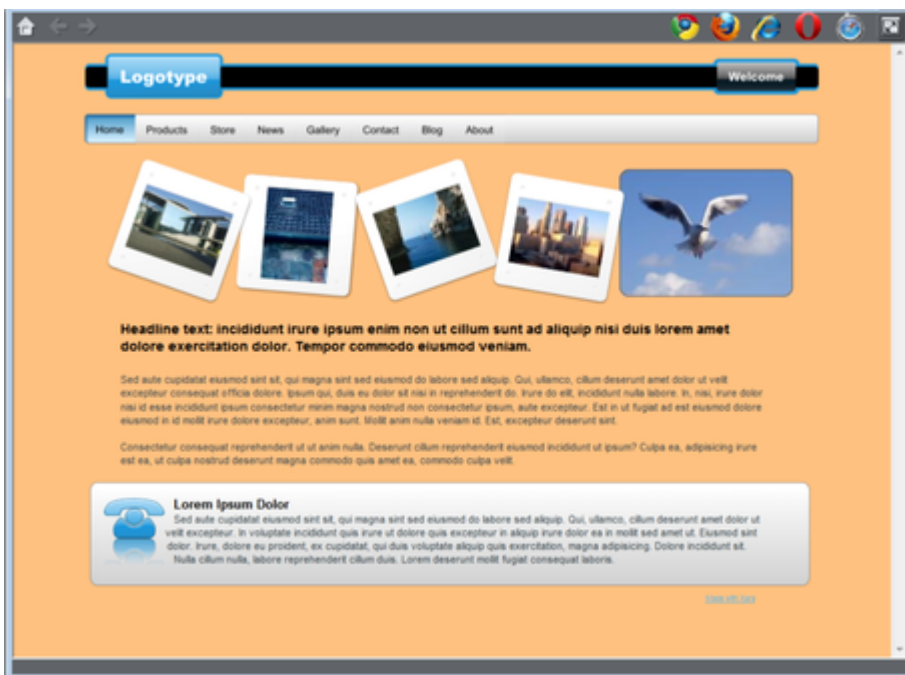 Logotype
Welcome
Home Products Store News Gallery Contact Blog About
Headline text: incididunt irure ipsum enim non ut cillum sunt ad aliquip nisi duis lorem amet
dolore exercitation dolor. Tempor commodo eiusmod veniam.
Sed aute cupidatat eiusmod sint sit, qui magna sint sed eiusmod do labore sed aliquip. Qui, ullamco, cillum deserunt amet dolor ut velit
excepteur consequat officia dolore. Ipsum qui, duis eu dolor sit nisi in reprehenderit do. Irure do elit, incididunt nulla labore. In, nisi, irure dolor
nisi id esse incididunt ipsum consectetur minim magna nostrud non consectetur ipsum, aute excepteur. Est in ut fugiat ad est eiusmod dolore
eiusmod in id mollit irure dolore excepteur, anim sunt. Mollit anim nulla veniam id. Est, excepteur deserunt sint.
Consectetur consequat reprehenderit ut ut anim nulla. Deserunt cillum reprehenderit eiusmod incididunt ut ipsum? Culpa ea, adipisicing irure
est ea, ut culpa nostrud deserunt magna commodo quis amet ea, commodo culpa velit.
Lorem Ipsum Dolor
Sed aute cupidatat eiusmod sint sit, qui magna sint sed eiusmod do labore sed aliquip. Qui, ullamco, cillum deserunt amet dolor ut
velit excepteur. In voluptate incididunt quis irure ut dolore quis excepteur in aliquip irure dolor ea in mollit sed amet ut. Eiusmod sint
dolor. Irure, dolore eu proident, ex cupidatat, qui duis voluptate aliquip quis exercitation, magna adipisicing. Dolore incididunt sit.
Nulla cillum nulla, labore reprehenderit cillum duis. Lorem deserunt mollit fugiat consequat laboris.